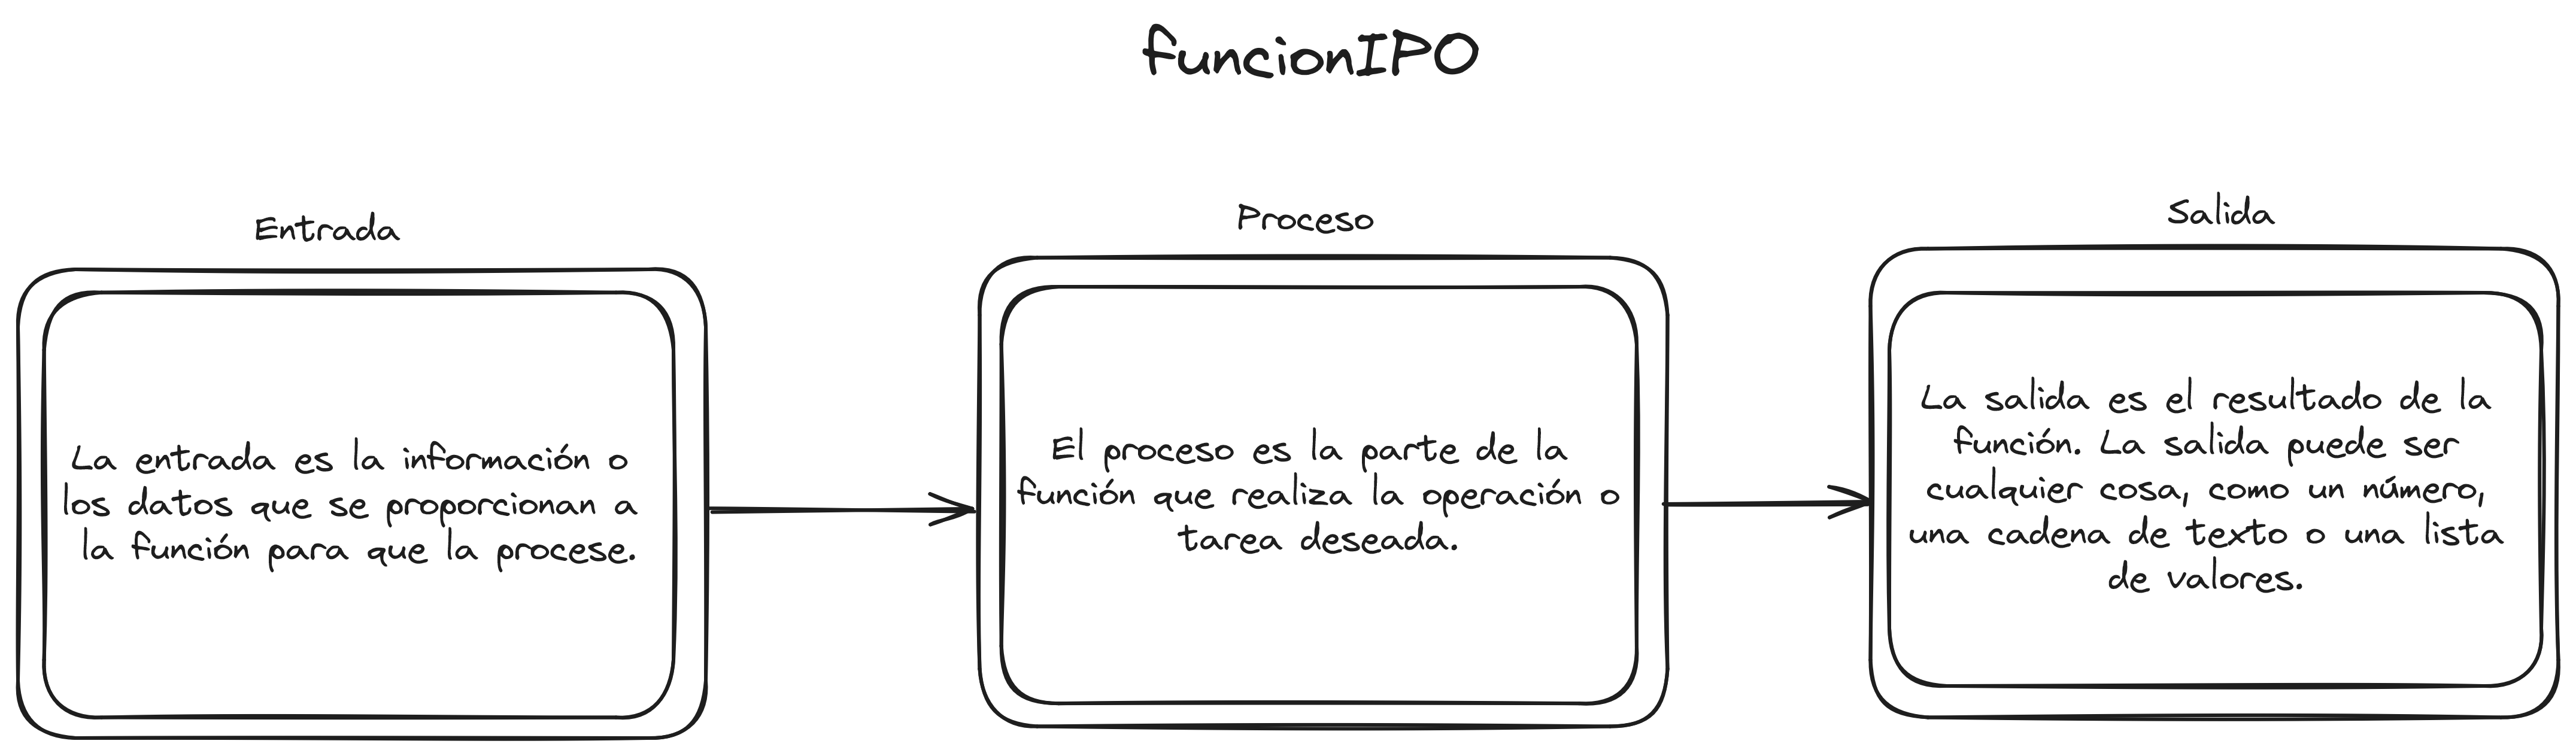 funcionIPO
Entrada
La entrada es la información o
los datos que se proporcionan a
la función para que la procese.
Proceso
El proceso es la parte de la
función que realiza la operación o
tarea deseada.
Salida
La salida es el resultado de la
función. La salida puede ser
cualquier cosa, como un número,
una cadena de texto o una lista
de valores.